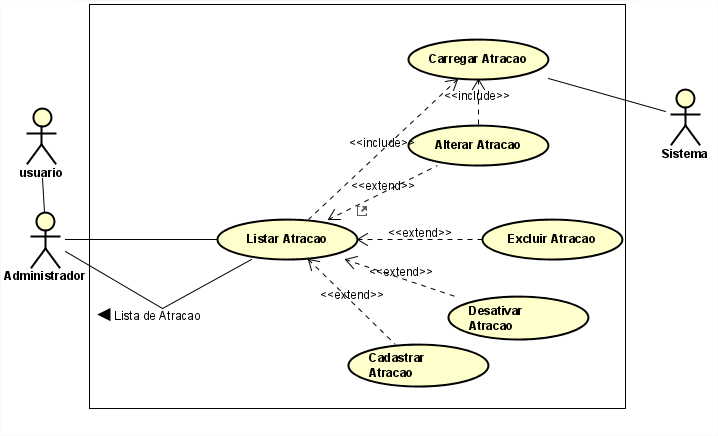 Carregar Atracao
<<include>>
Sistema
usuario
<<include>>
Alterar Atracao
<<extend>>
Administrador
Listar Atracao
<<extend>>
Excluir Atracao
<<extend>>
<<extend>>
Lista de Atracao
Desativar
Atracao
Cadastrar
Atracao